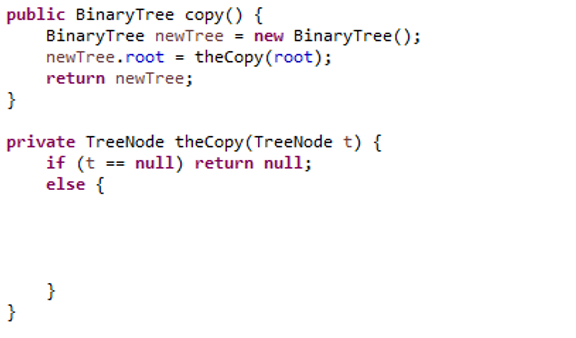 public BinaryTree copy() {
    BinaryTree newTree = new BinaryTree();
    newTree.root = theCopy(root);
    return newTree;
}

private TreeNode theCopy(TreeNode t) {
    if (t == null) return null;
    else {

    }
}